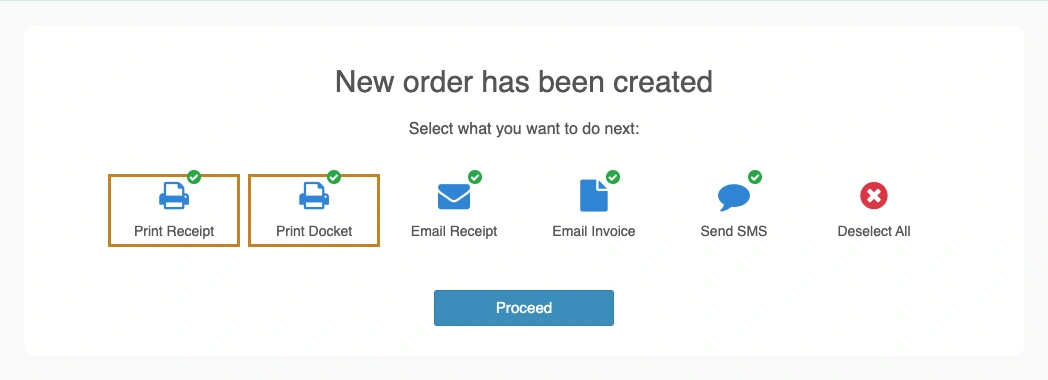 New order has been created
Select what you want to do next:
Print Receipt
Print Docket
Email Receipt
Email Invoice
Send SMS
Deselect All
Proceed